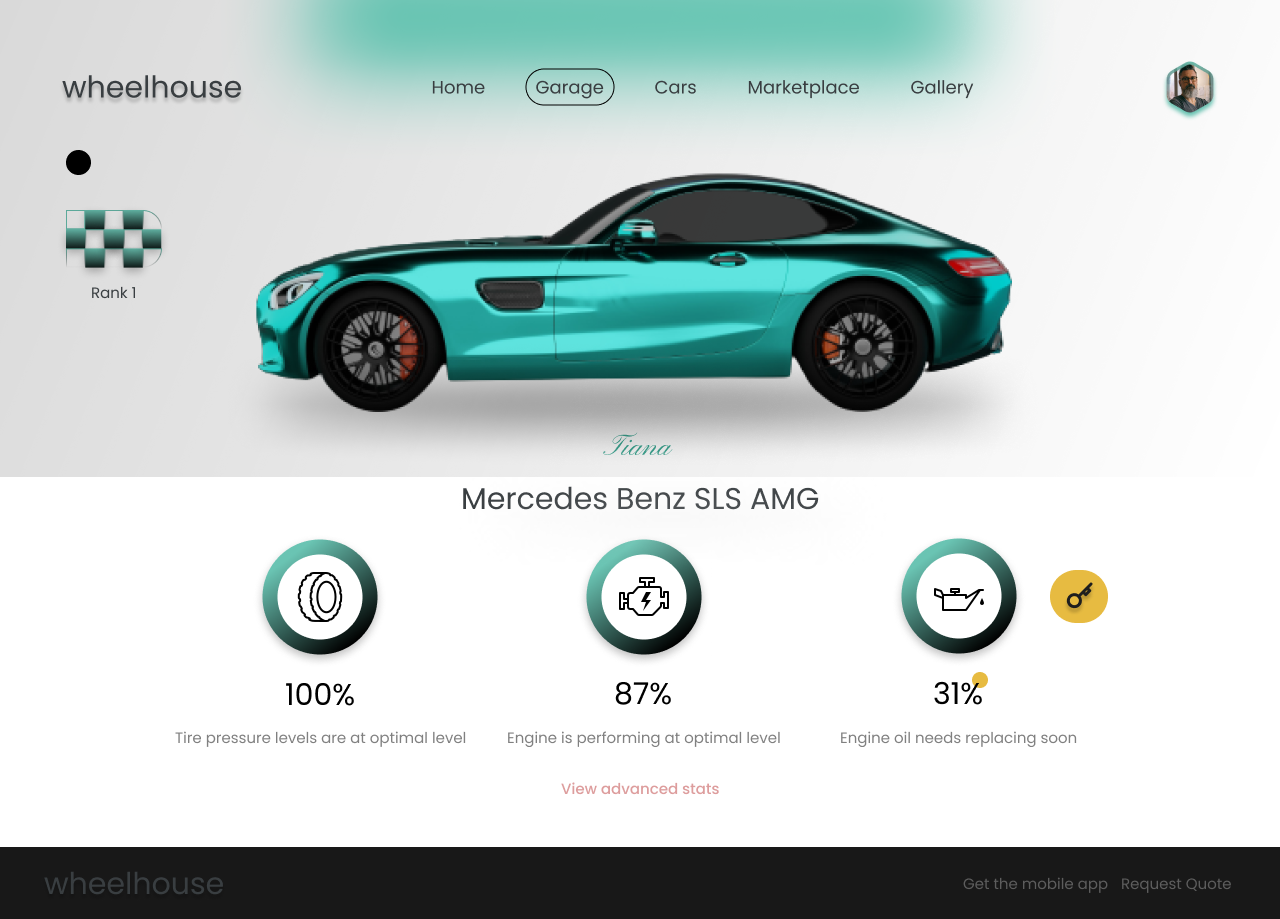 wheelhouse
Home Garage Cars Marketplace Gallery
Rank 1
Tiana
Mercedes Benz SLS AMG
100% 87% 31%
Tire pressure levels are at optimal level Engine is performing at optimal level Engine oil needs replacing soon
View advanced stats
wheelhouse
Get the mobile app Request Quote